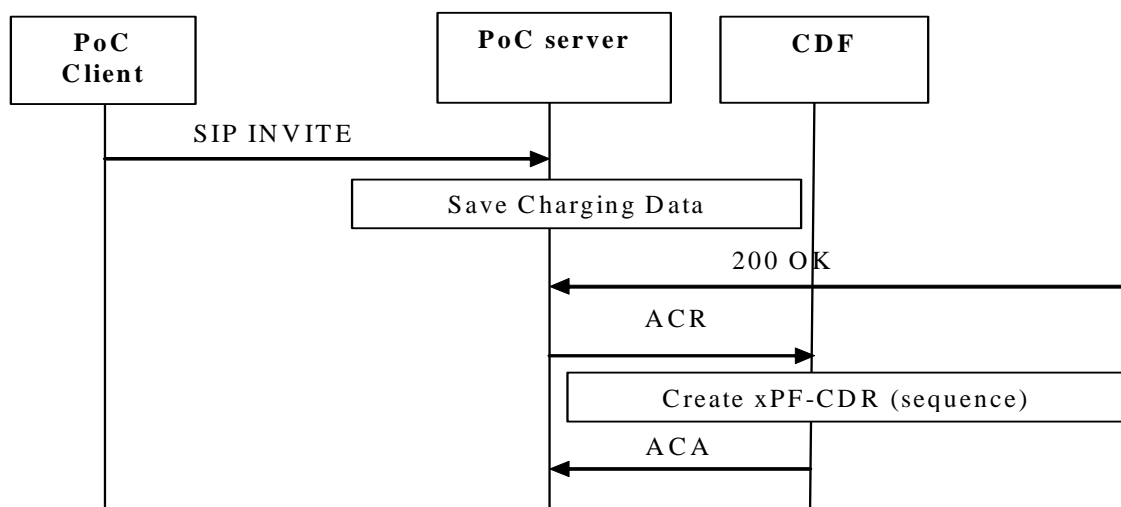 PoC
Client
PoC server
CDF
SIP INVITE
Save Charging Data
200 OK
ACR
Create xPF-CDR (sequence)
ACA